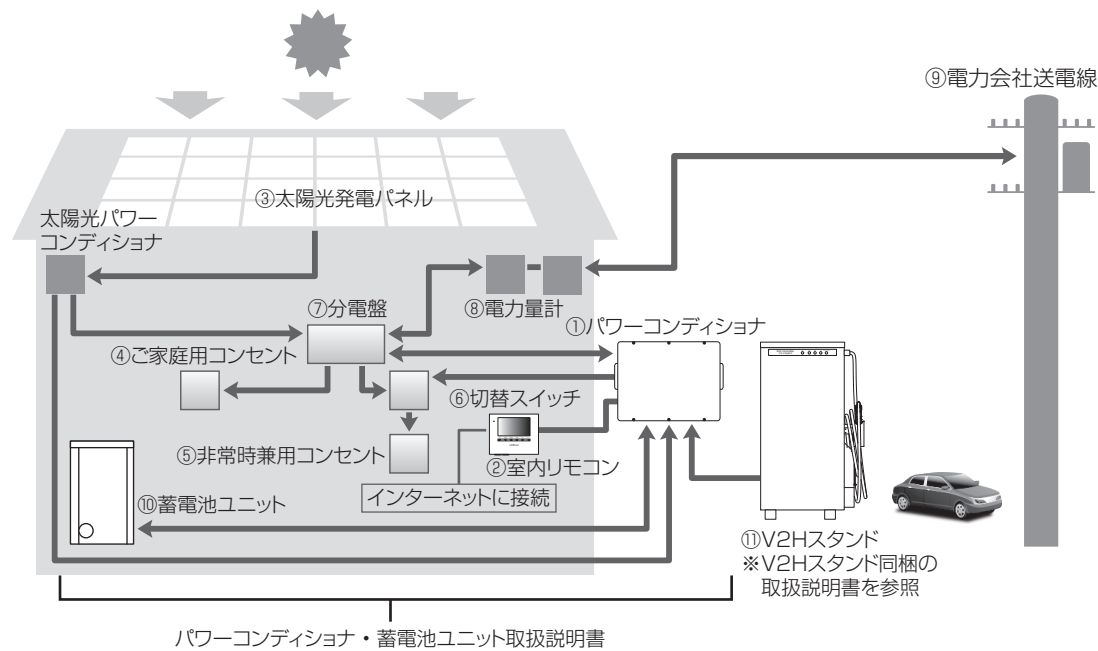 ⑨電力会社送電線
③太陽光発電パネル
太陽光パワー
コンディショナ
⑦分電盤
⑧電力量計
①パワーコンディショナ
④ご家庭用コンセント
⑥切替スイッチ
⑤非常時兼用コンセント
②室内リモコン
インターネットに接続
⑩蓄電池ユニット
⑪V2Hスタンド
※V2Hスタンド同梱の
取扱説明書を参照
パワーコンディショナ・蓄電池ユニット取扱説明書